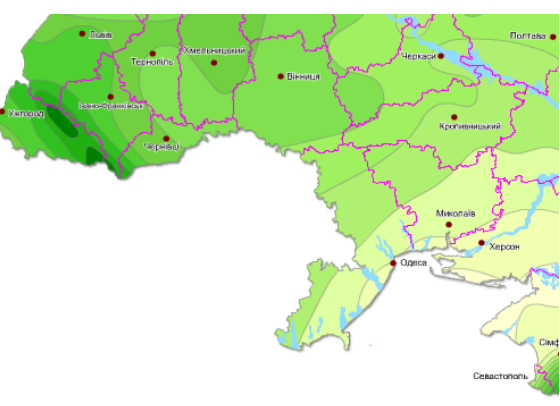 Львів
Полтава
Тернопіль
Хмельницький
Черкаси
Вінниця
Івано-Франківськ
Ужгород
Кропивницький
Чернівці
Миколаїв
Херсон
Одеса
Сімф
Севастополь